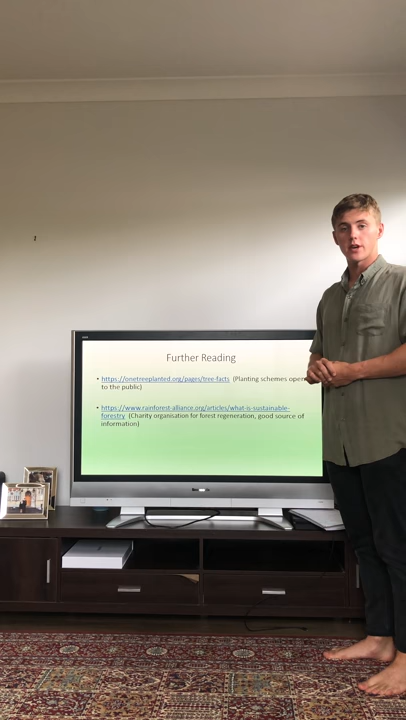 Further Reading
• https://onetreeplanted.org/pages/tree-facts (Planting schemes open
to the public)
• https://www.rainforest-alliance.org/articles/what-is-sustainable-
forestry (Charity organisation for forest regeneration, good source of
information)